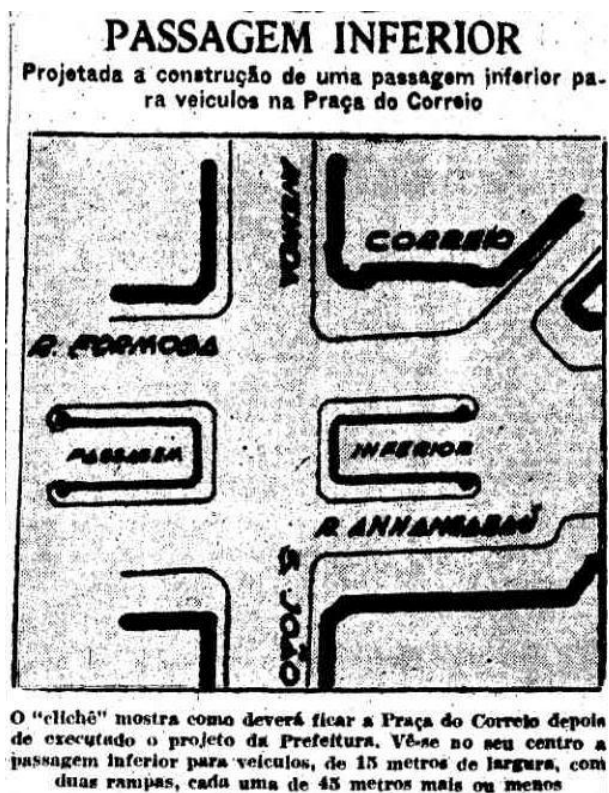 PASSAGEM INFERIOR
Projetada a construção de uma passagem inferior pa-
ra veiculos na Praça do Correio
AVENIDA
CORREIO
R. FORMOSA
PASSAGEM
INFERIOR
R. ANHANGABAÚ
S. JOÃO
O "clichê" mostra como deverá ficar a Praça do Correio depois
de executado o projeto da Prefeitura. Vê-se no seu centro a
passagem inferior para veiculos, de 15 metros de largura, com
duas rampas, cada uma de 45 metros mais ou menos